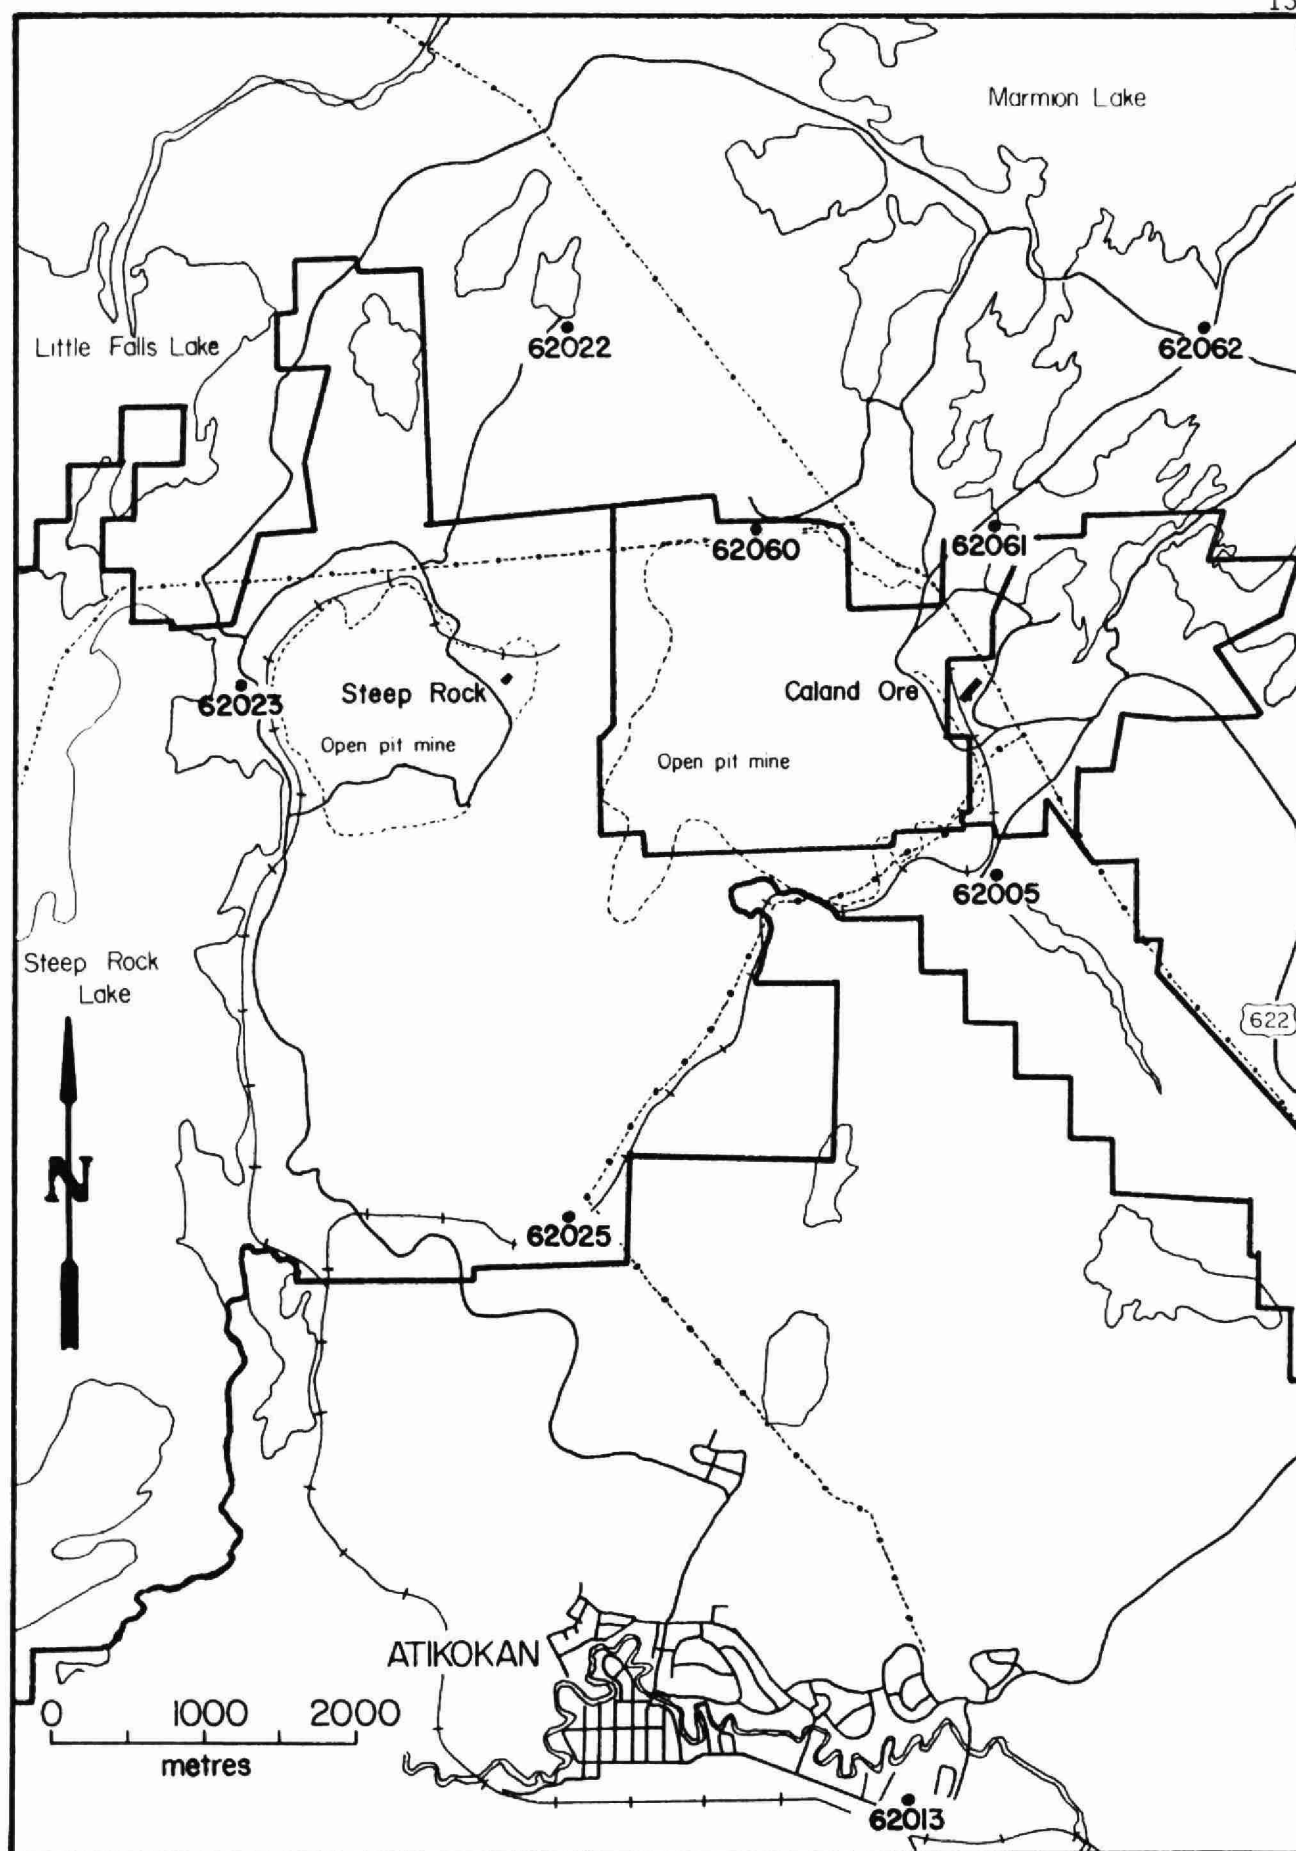 Marmion Lake
62022
Little Falls Lake
62062
62060
62061
62023
Steep Rock
Caland Ore
Open pit mine
Open pit mine
62005
Steep Rock
Lake
622
N
62025
ATIKOKAN
0 1000 2000
metres
62013